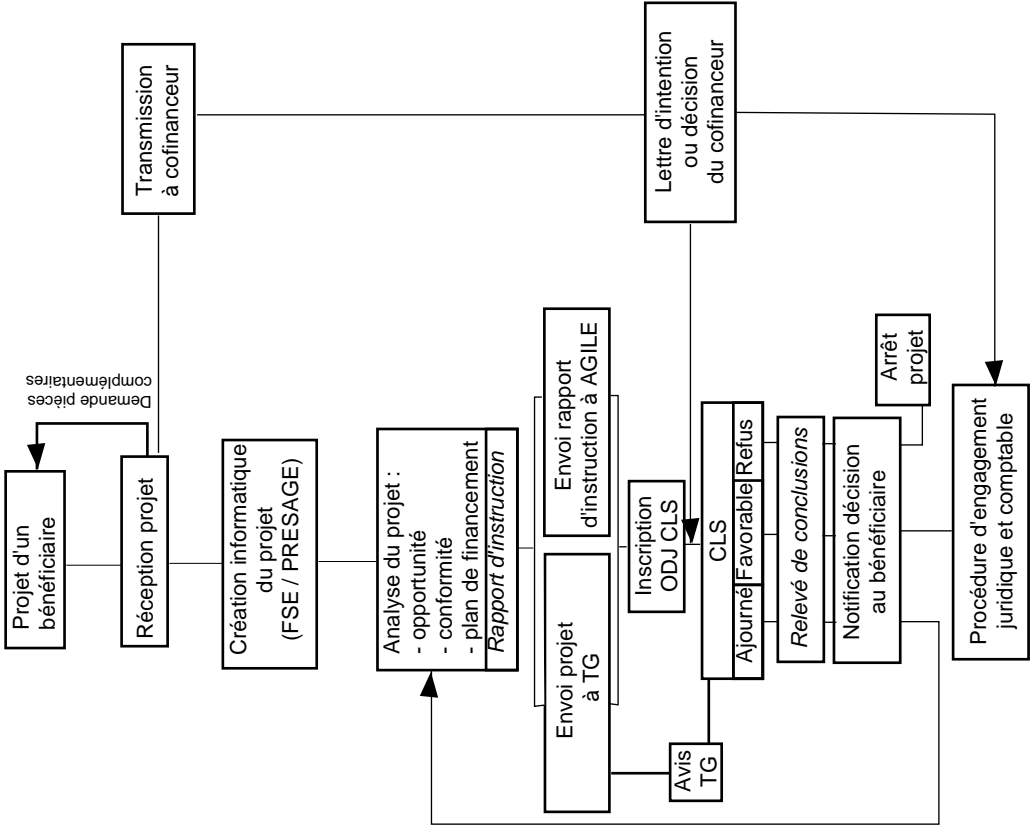 Projet d'un
bénéficiaire
Demande pièces
complémentaires
Réception projet
Transmission
à cofinanceur
Création informatique
du projet
(FSE / PRESAGE)
Analyse du projet :
- opportunité
- conformité
- plan de financement
Rapport d'instruction
Envoi projet
à TG
Envoi rapport
d'instruction à AGILE
Inscription
ODJ CLS
Lettre d'intention
ou décision
du cofinanceur
Avis
TG
CLS
Ajourné Favorable Refus
Relevé de conclusions
Notification décision
au bénéficiaire
Arrêt
projet
Procédure d'engagement
juridique et comptable